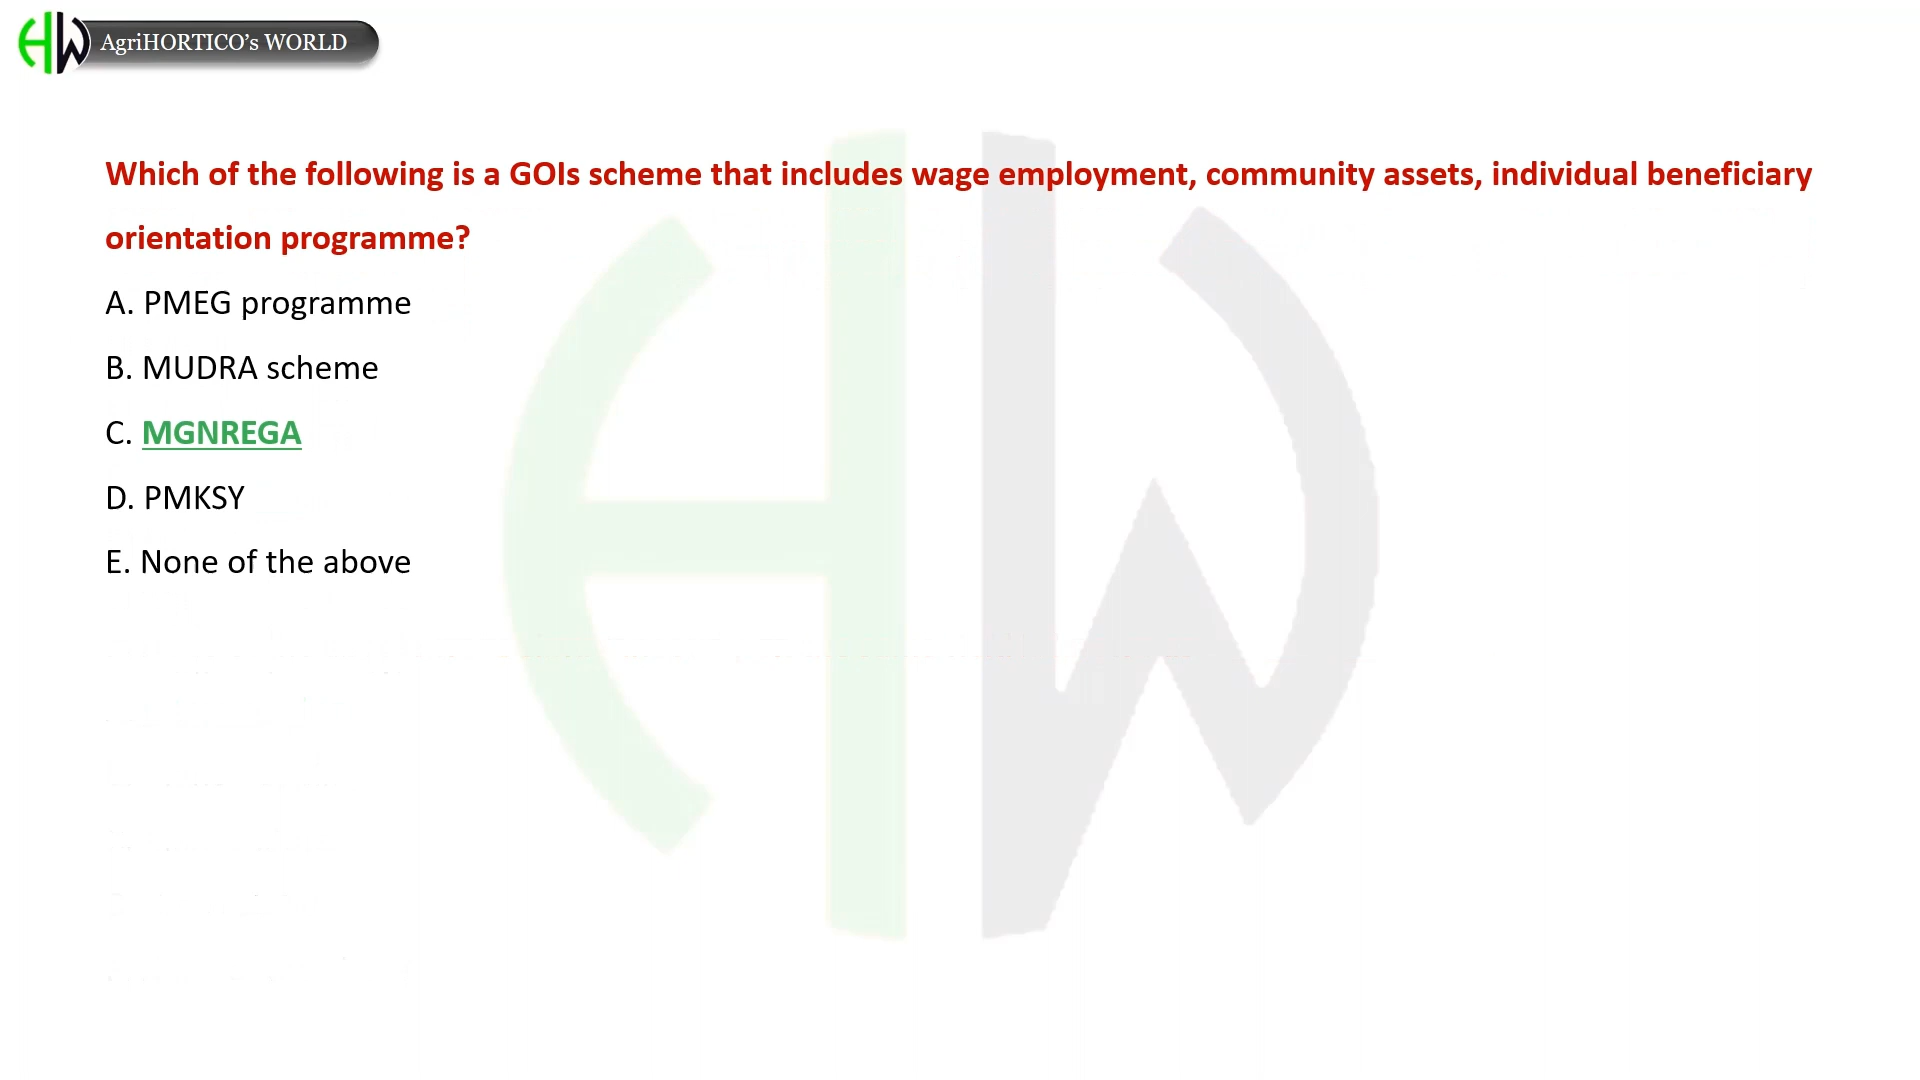 AgriHORTICO's WORLD
Which of the following is a GOIs scheme that includes wage employment, community assets, individual beneficiary
orientation programme?
A. PMEG programme
B. MUDRA scheme
C. MGNREGA
D. PMKSY
E. None of the above